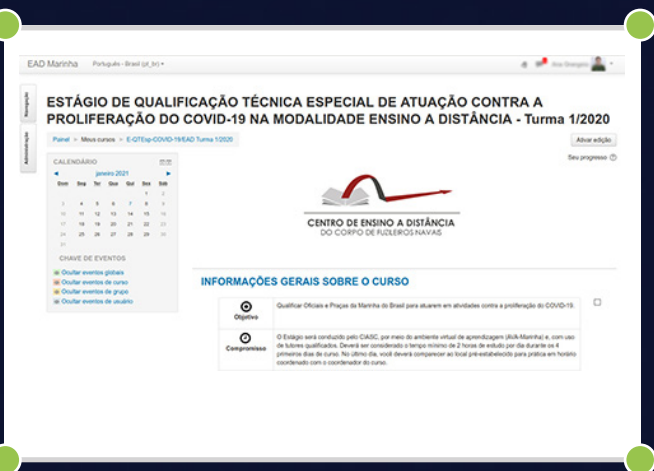 EAD Marinha Português - Brasil (pt_br)
Navegação
Administração
ESTÁGIO DE QUALIFICAÇÃO TÉCNICA ESPECIAL DE ATUAÇÃO CONTRA A
PROLIFERAÇÃO DO COVID-19 NA MODALIDADE ENSINO A DISTÂNCIA - Turma 1/2020
Painel > Meus cursos > E-QTEsp-COVID-19/EAD Turma 1/2020
Ativar edição
Seu progresso
CALENDÁRIO
janeiro 2021
Dom Seg Ter Qua Qui Sex Sáb
1 2
3 4 5 6 7 8 9
10 11 12 13 14 15 16
17 18 19 20 21 22 23
24 25 26 27 28 29 30
31
CHAVE DE EVENTOS
Ocultar eventos globais
Ocultar eventos de curso
Ocultar eventos de grupo
Ocultar eventos de usuário
CENTRO DE ENSINO A DISTÂNCIA
DO CORPO DE FUZILEIROS NAVAIS
INFORMAÇÕES GERAIS SOBRE O CURSO
Objetivo
Qualificar Oficiais e Praças da Marinha do Brasil para atuarem em atividades contra a proliferação do COVID-19.
Compromisso
O Estágio será conduzido pelo CIASC, por meio do ambiente virtual de aprendizagem (AVA-Marinha) e, com uso
de tutores qualificados. Deverá ser considerado o tempo mínimo de 2 horas de estudo por dia durante os 4
primeiros dias de curso. No último dia, você deverá comparecer ao local pré-estabelecido para prática em horário
coordenado com o coordenador do curso.